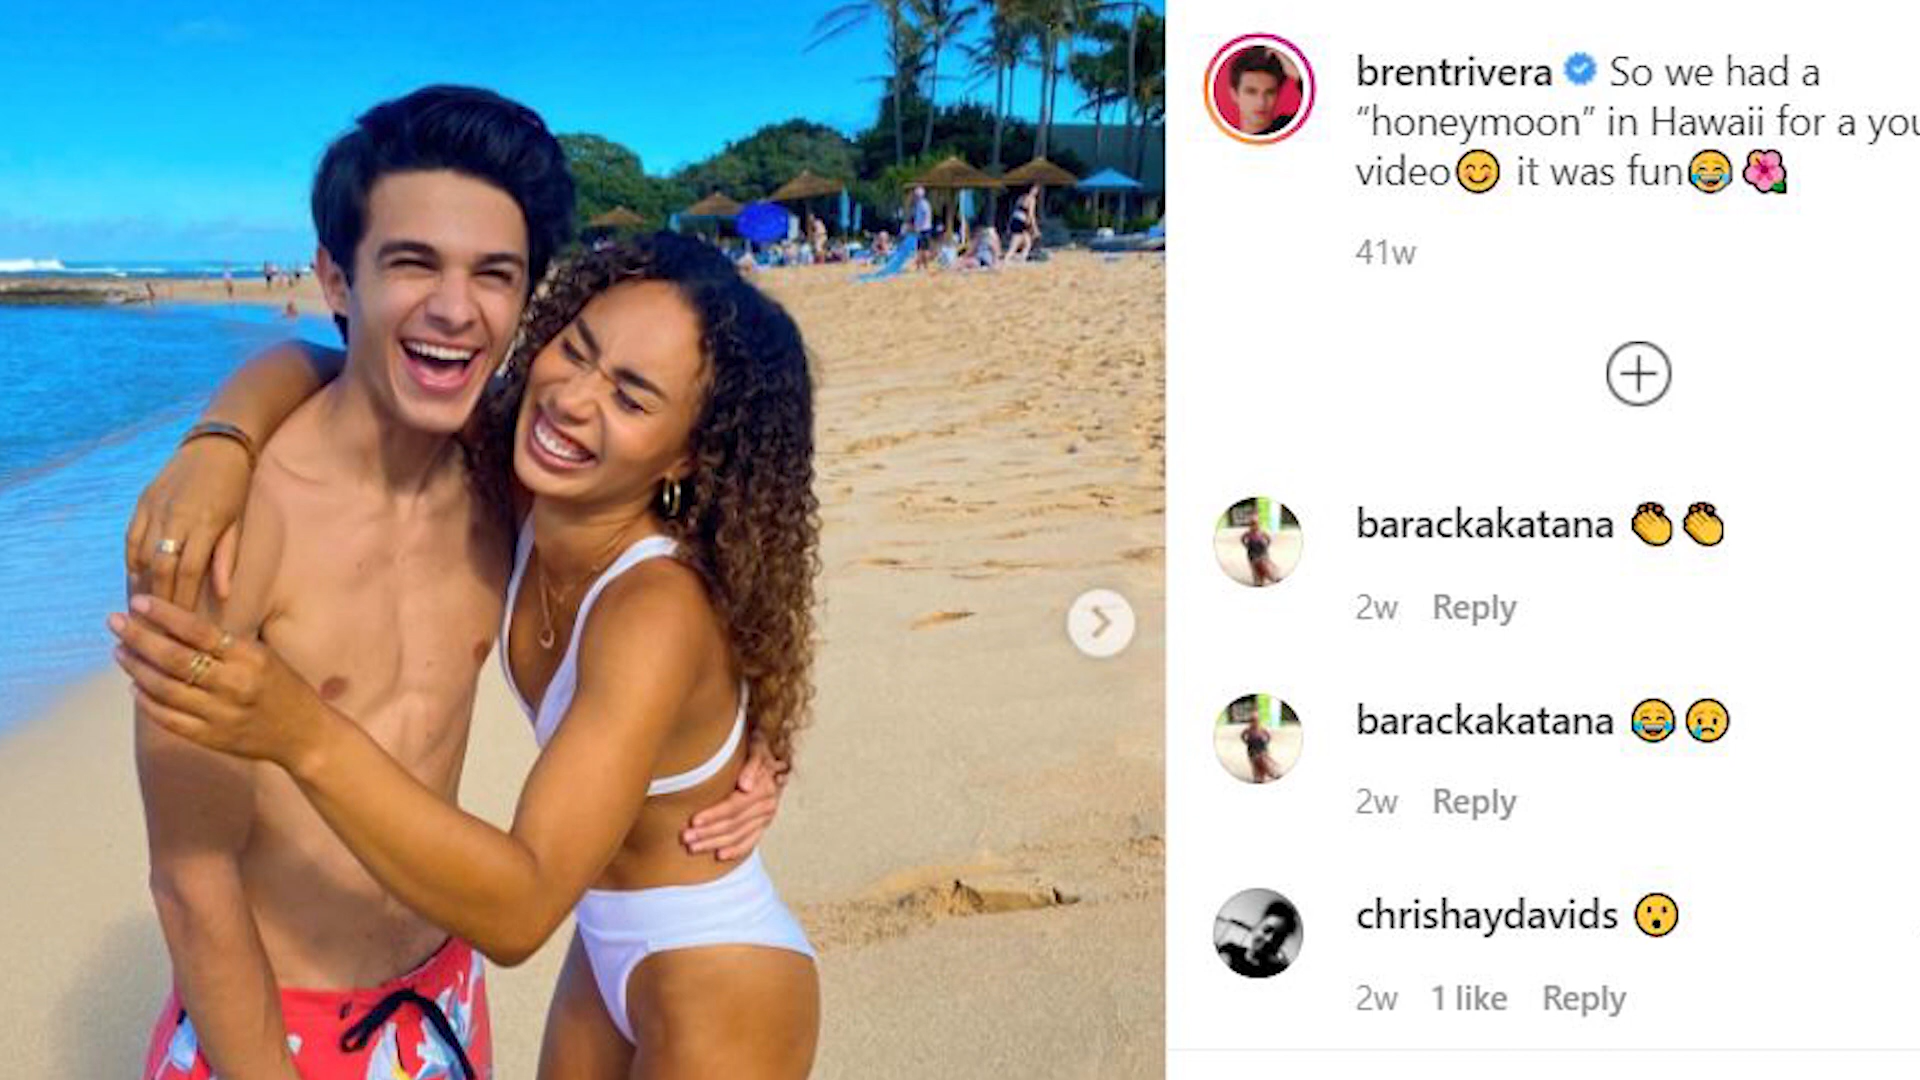 brentrivera So we had a
“honeymoon” in Hawaii for a
video😊 it was fun😂🌺
41w
barackakatana 👏👏
2w Reply
barackakatana 😂😢
2w Reply
chrishaydavids 😮
2w 1 like Reply